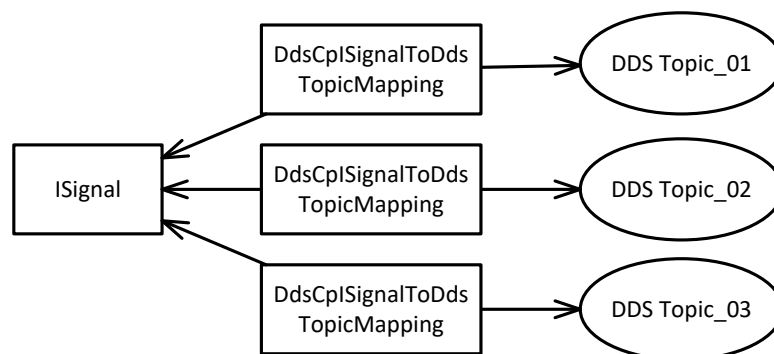 DdsCpISignalToDds
TopicMapping
DDS Topic_01
ISignal
DdsCpISignalToDds
TopicMapping
DDS Topic_02
DdsCpISignalToDds
TopicMapping
DDS Topic_03